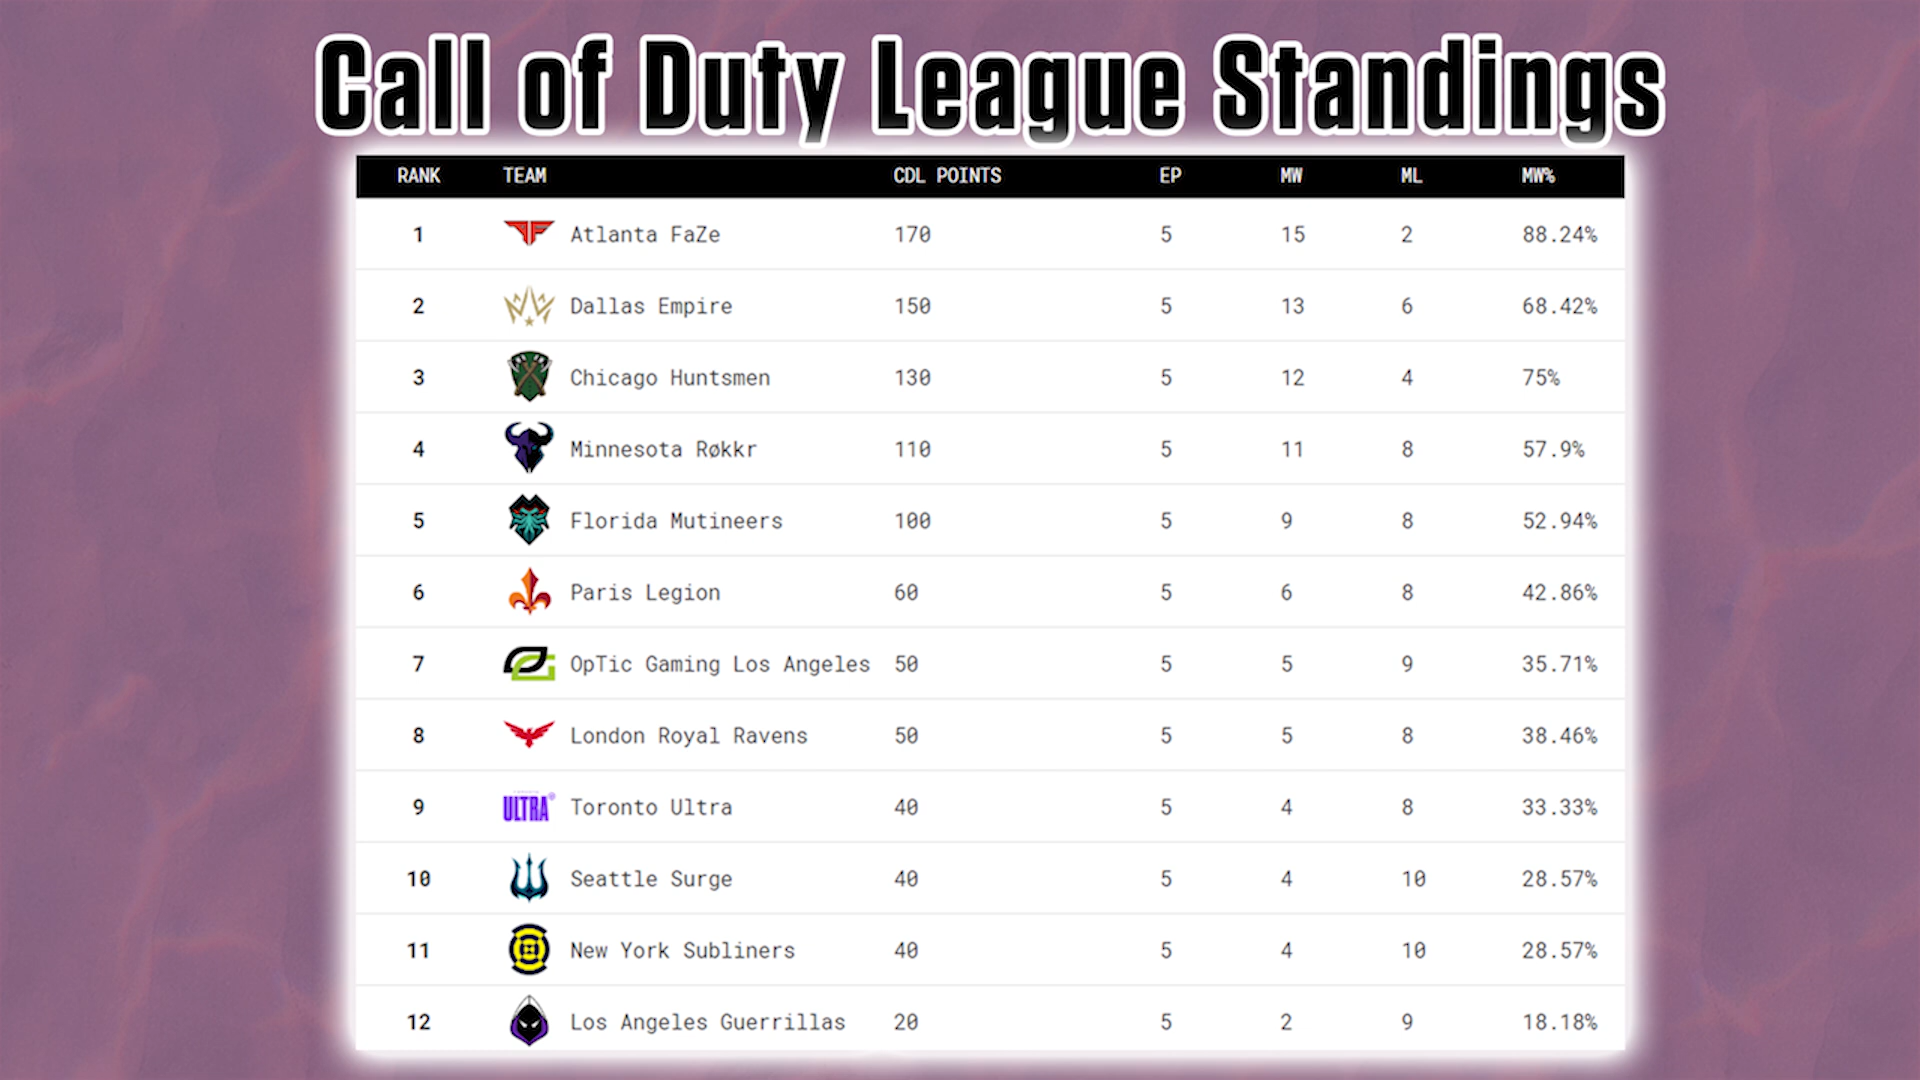 Call of Duty League Standings
RANK TEAM CDL POINTS EP MW ML MW%
1 Atlanta FaZe 170 5 15 2 88.24%
2 Dallas Empire 150 5 13 6 68.42%
3 Chicago Huntsmen 130 5 12 4 75%
4 Minnesota Røkkr 110 5 11 8 57.9%
5 Florida Mutineers 100 5 9 8 52.94%
6 Paris Legion 60 5 6 8 42.86%
7 OpTic Gaming Los Angeles 50 5 5 9 35.71%
8 London Royal Ravens 50 5 5 8 38.46%
9 ULTRA Toronto Ultra 40 5 4 8 33.33%
10 Seattle Surge 40 5 4 10 28.57%
11 New York Subliners 40 5 4 10 28.57%
12 Los Angeles Guerrillas 20 5 2 9 18.18%